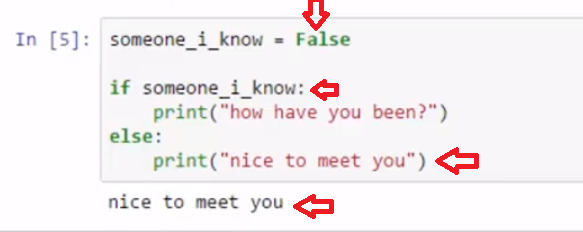 In [5]: someone_i_know = False
if someone_i_know:
print("how have you been?")
else:
print("nice to meet you")
nice to meet you